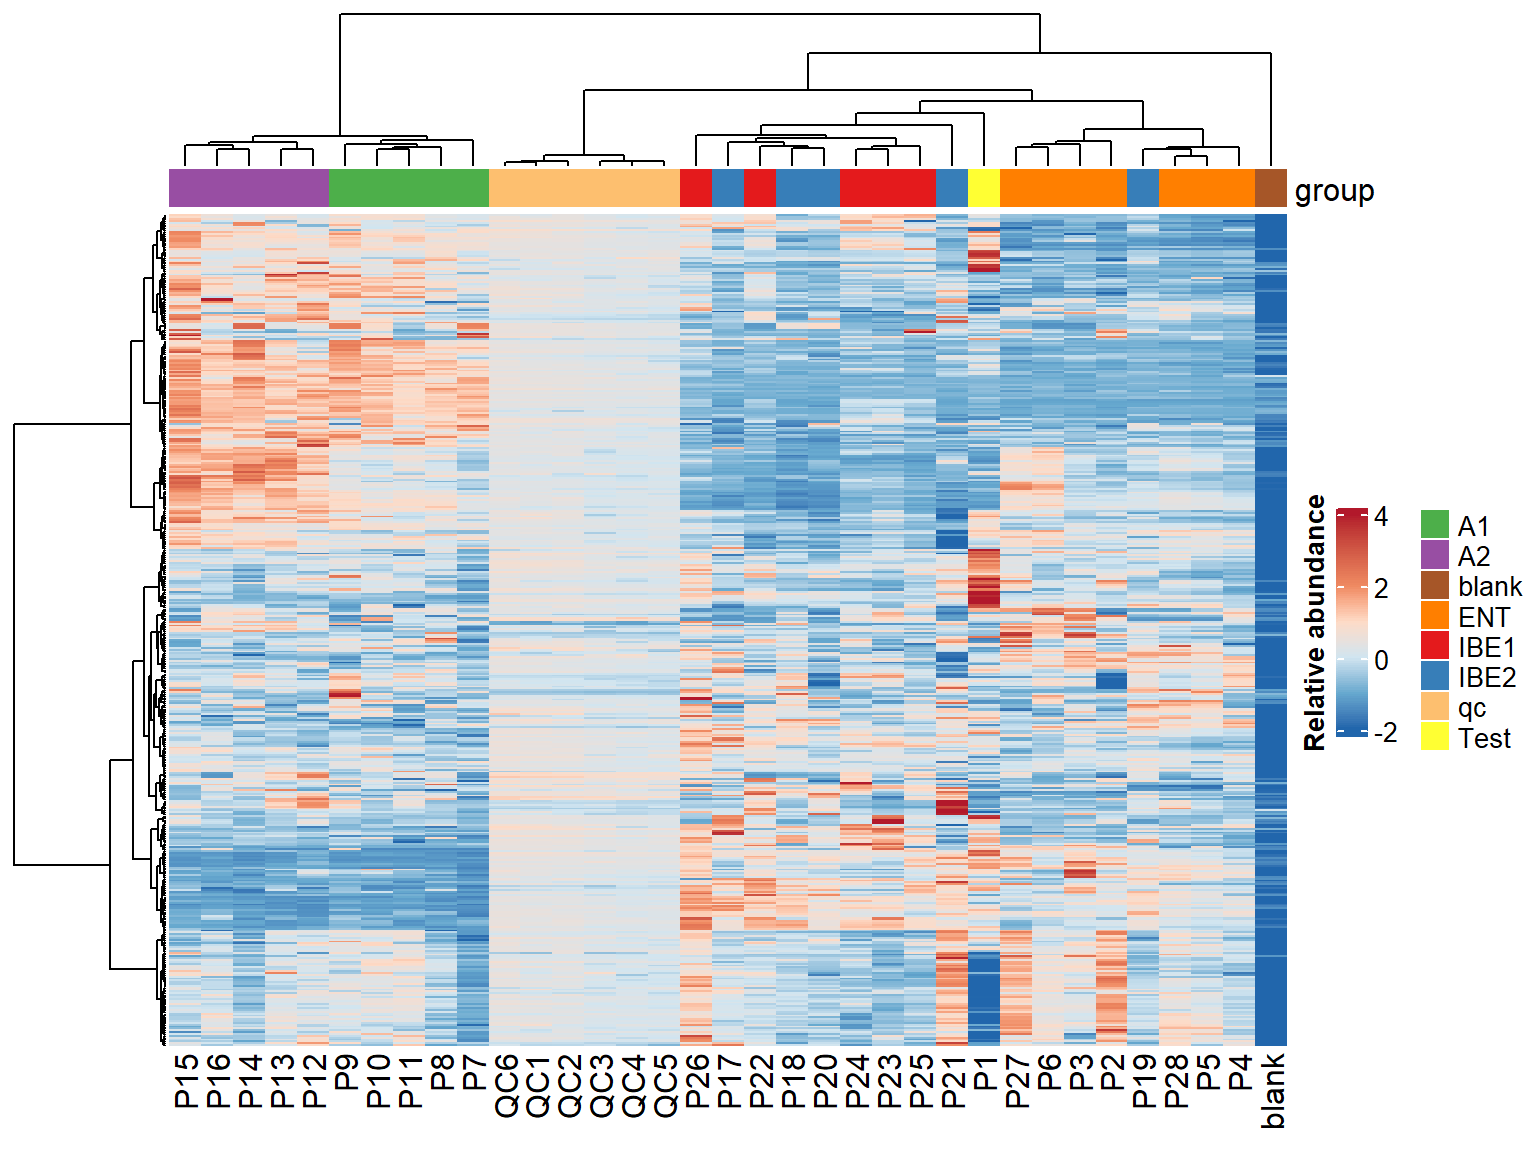 group
Relative abundance
4
2
0
-2
A1
A2
blank
ENT
IBE1
IBE2
qc
Test
P15
P16
P14
P13
P12
P9
P10
P11
P8
P7
QC6
QC1
QC2
QC3
QC4
QC5
P26
P17
P22
P18
P20
P24
P23
P25
P21
P1
P27
P6
P3
P2
P19
P28
P5
P4
blank